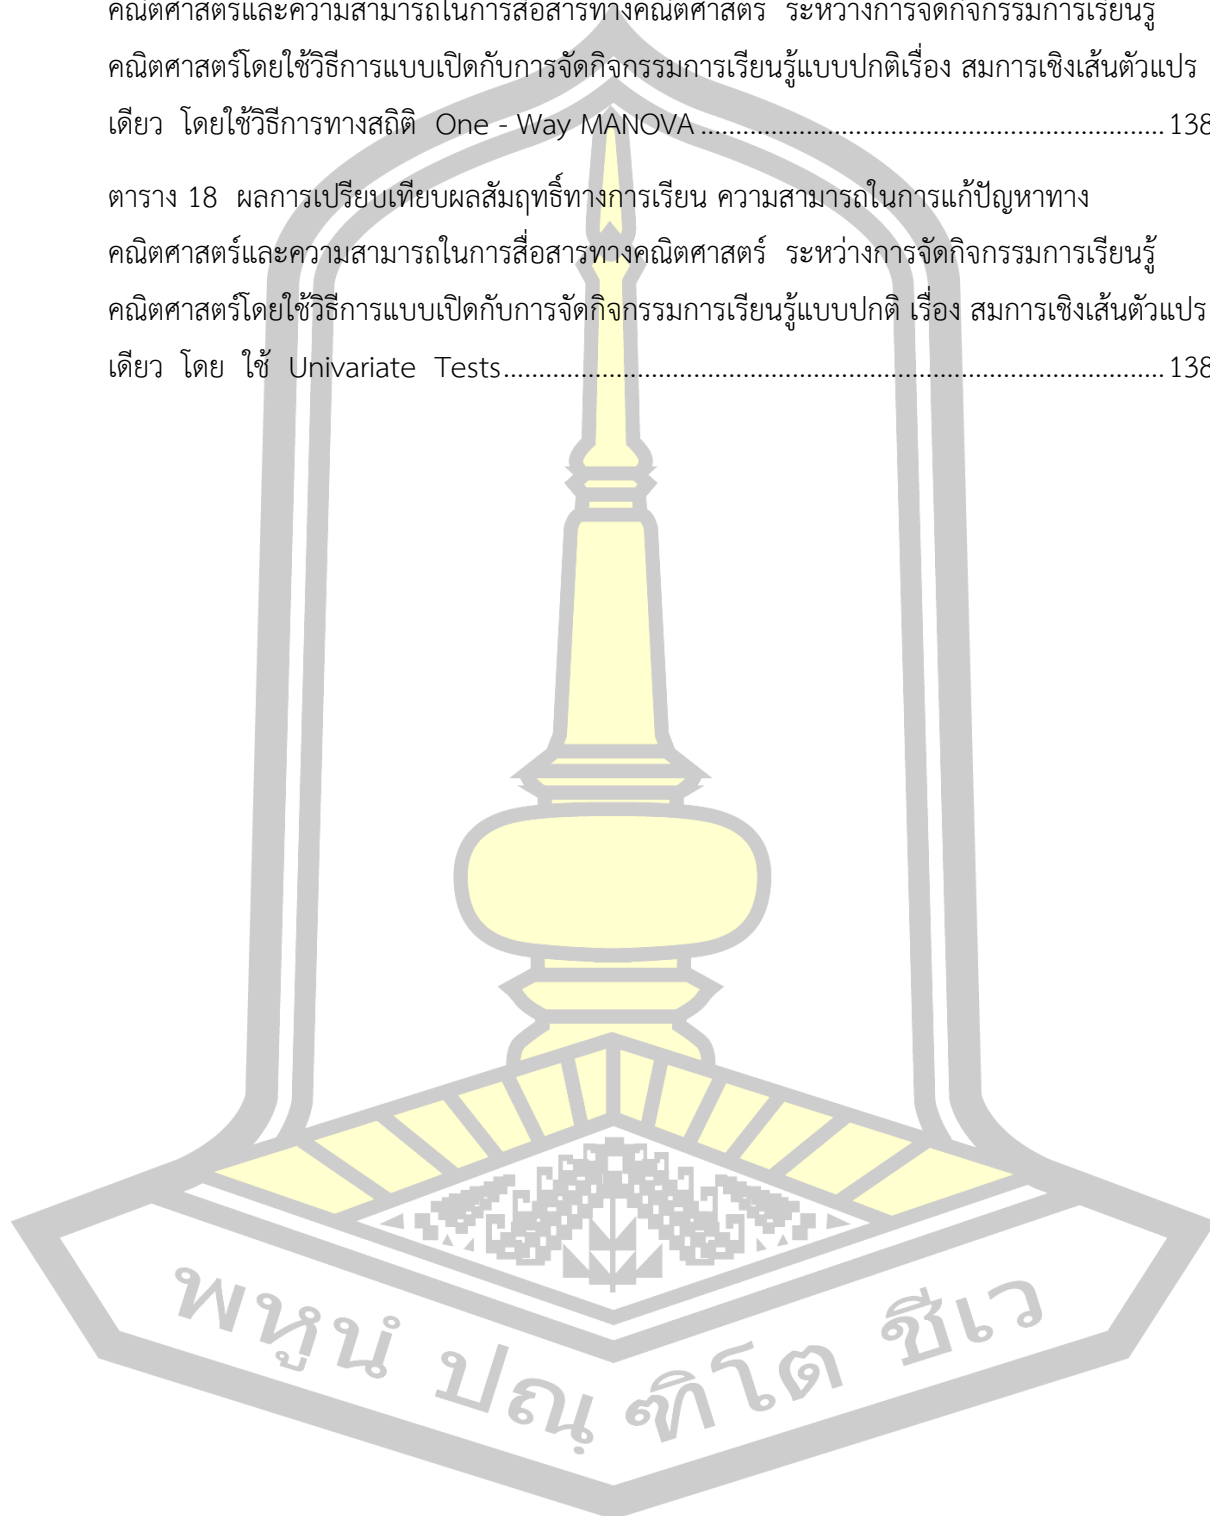 คณิตศาสตร์และความสามารถในการสื่อสารทางคณิตศาสตร์ ระหว่างการจัดกิจกรรมการเรียนรู้
คณิตศาสตร์โดยใช้วิธีการแบบเปิดกับการจัดกิจกรรมการเรียนรู้แบบปกติเรื่อง สมการเชิงเส้นตัวแปร
เดียว โดยใช้วิธีการทางสถิติ One - Way MANOVA ................................................................... 138
ตาราง 18 ผลการเปรียบเทียบผลสัมฤทธิ์ทางการเรียน ความสามารถในการแก้ปัญหาทาง
คณิตศาสตร์และความสามารถในการสื่อสารทางคณิตศาสตร์ ระหว่างการจัดกิจกรรมการเรียนรู้
คณิตศาสตร์โดยใช้วิธีการแบบเปิดกับการจัดกิจกรรมการเรียนรู้แบบปกติ เรื่อง สมการเชิงเส้นตัวแปร
เดียว โดย ใช้ Univariate Tests................................................................................................ 138
พหูนํ ปณฺฑิโต ชีเว